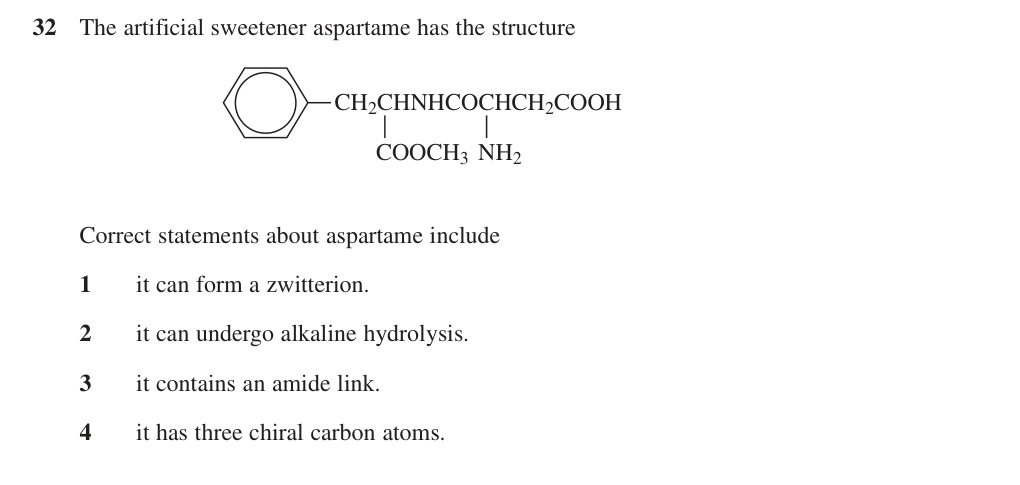 32 The artificial sweetener aspartame has the structure
CH₂CHNHCOCHCH₂COOH
COOCH₃ NH₂
Correct statements about aspartame include
1 it can form a zwitterion.
2 it can undergo alkaline hydrolysis.
3 it contains an amide link.
4 it has three chiral carbon atoms.